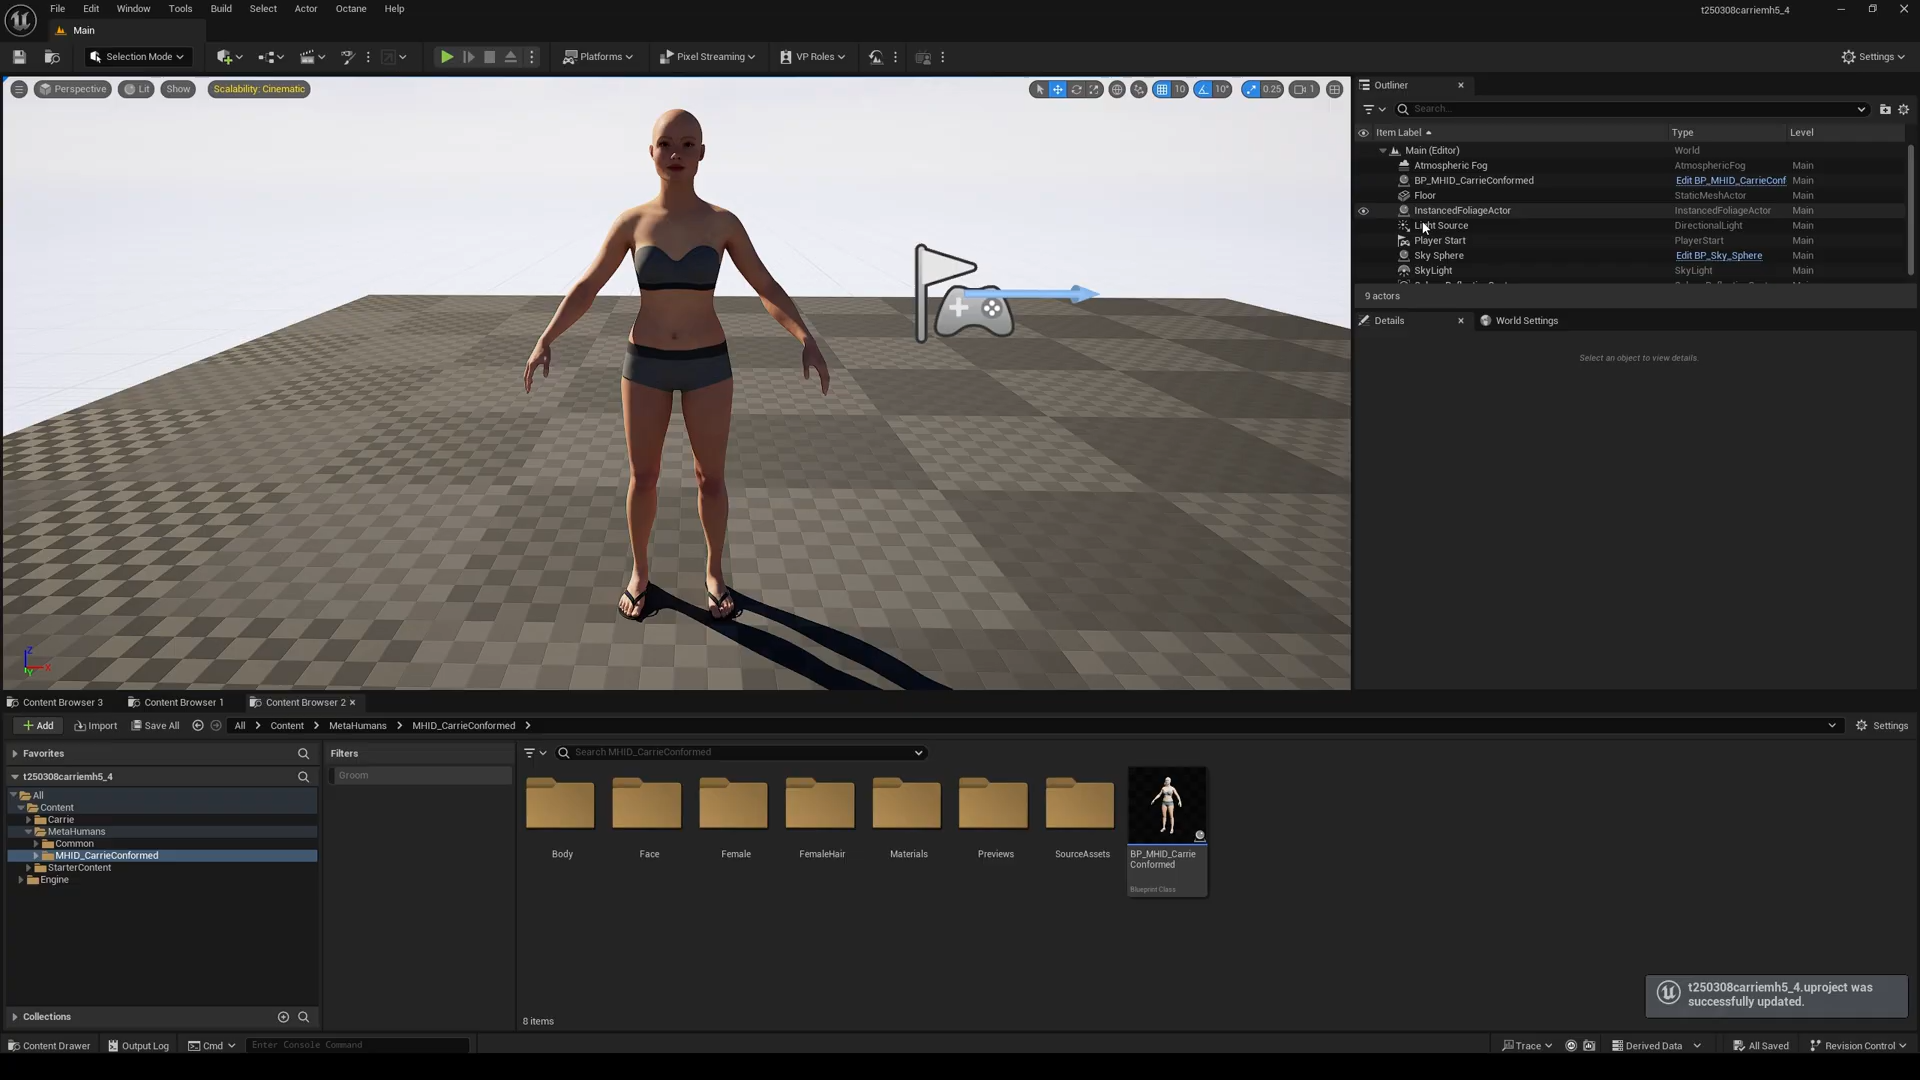 File Edit Window Tools Build Select Actor Octane Help
t250308carriemh5_4
Main
Selection Mode
Platforms
Pixel Streaming
VP Roles
Settings
Perspective
Lit
Show
Scalability: Cinematic
10
10°
0.25
1
Outliner
Search...
Item Label Type Level
Main (Editor) World
Atmospheric Fog AtmosphericFog Main
BP_MHID_CarrieConformed Edit BP_MHID_CarrieConf Main
Floor StaticMeshActor Main
InstancedFoliageActor InstancedFoliageActor Main
Light Source DirectionalLight Main
Player Start PlayerStart Main
Sky Sphere Edit BP_Sky_Sphere Main
SkyLight SkyLight Main
9 actors
Details
World Settings
Select an object to view details.
Z
X
Content Browser 3
Content Browser 1
Content Browser 2
Add
Import
Save All
All > Content > MetaHumans > MHID_CarrieConformed >
Settings
Favorites
Filters
Search MHID_CarrieConformed
t250308carriemh5_4
Groom
All
Content
Carrie
MetaHumans
Common
MHID_CarrieConformed
StarterContent
Engine
Body
Face
Female
FemaleHair
Materials
Previews
SourceAssets
BP_MHID_Carrie
Conformed
Blueprint Class
t250308carriemh5_4.uproject was
successfully updated.
Collections
8 items
Content Drawer
Output Log
Cmd
Enter Console Command
Trace
Derived Data
All Saved
Revision Control